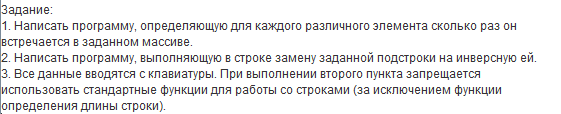 Задание:
1. Написать программу, определяющую для каждого различного элемента сколько раз он
встречается в заданном массиве.
2. Написать программу, выполняющую в строке замену заданной подстроки на инверсную ей.
3. Все данные вводятся с клавиатуры. При выполнении второго пункта запрещается
использовать стандартные функции для работы со строками (за исключением функции
определения длины строки).